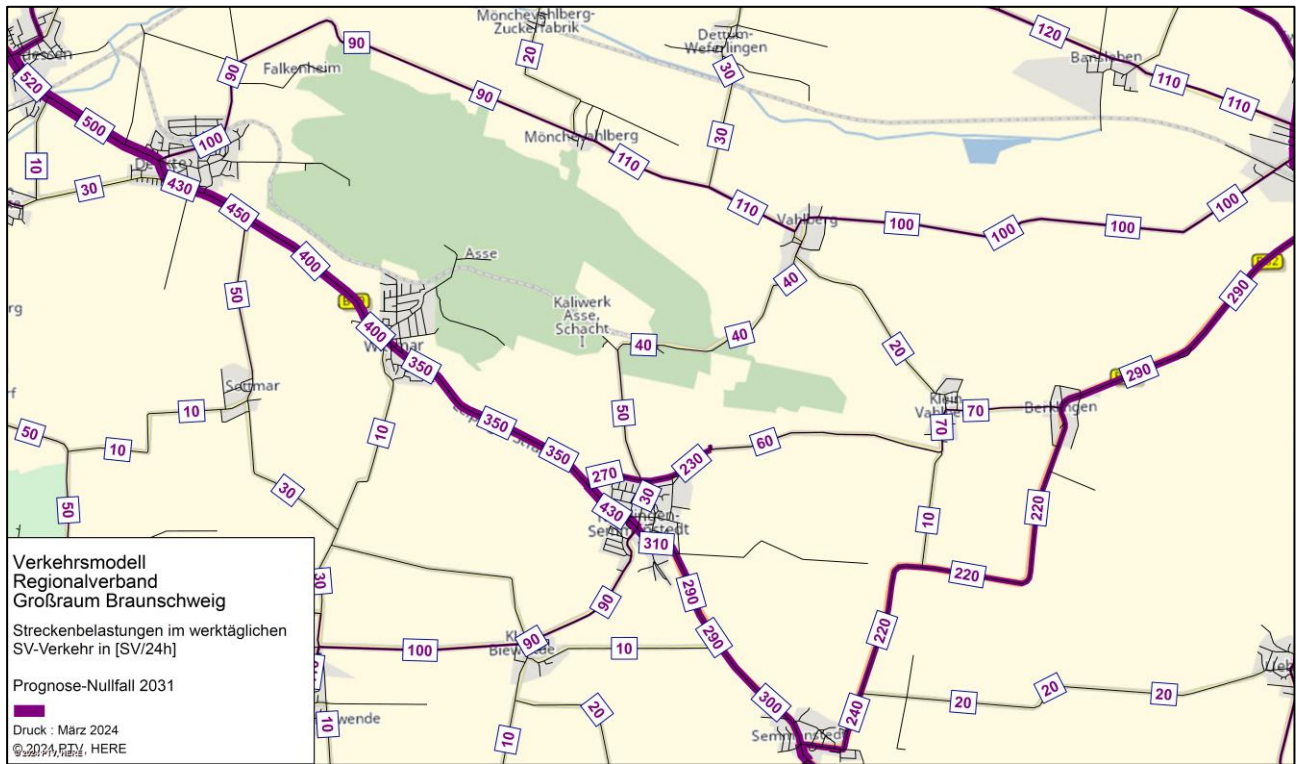 Mönchevahlberg-
Zuckerfabrik
Dettum-
Weferlingen
120
Bansleben
90
20
30
110
110
520
500
90
Falkenheim
90
100
Mönchevahlberg
30
10
30
430
110
450
110
Vahlberg
100
100
100
100
Asse
400
50
Kaliwerk
Asse,
Schacht
I
40
290
400
40
40
20
350
290
Sottmar
10
50
50
10
10
350
350
70
70
60
270
230
30
30
430
310
50
220
10
220
290
90
90
100
10
290
220
300
240
20
20
20
20
10
10
Semmenstedt
30
Verkehrsmodell
Regionalverband
Großraum Braunschweig
Streckenbelastungen im werktäglichen
SV-Verkehr in [SV/24h]
Prognose-Nullfall 2031
Druck : März 2024
© 2024 PTV, HERE